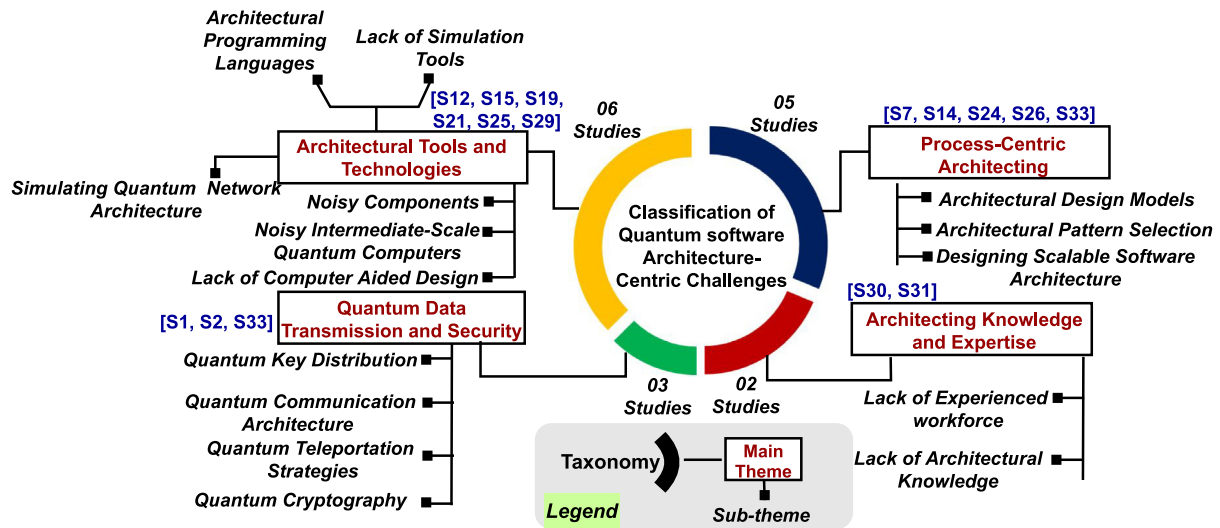 Architectural
Programming
Languages
Lack of Simulation
Tools
[S12, S15, S19,
S21, S25, S29]
Architectural Tools and
Technologies
Simulating Quantum Network
Architecture
Noisy Components
Noisy Intermediate-Scale
Quantum Computers
Lack of Computer Aided Design
06
Studies
05
Studies
[S7, S14, S24, S26, S33]
Process-Centric
Architecting
Architectural Design Models
Architectural Pattern Selection
Designing Scalable Software
Architecture
Classification of
Quantum software
Architecture-
Centric Challenges
[S1, S2, S33]
Quantum Data
Transmission and Security
Quantum Key Distribution
Quantum Communication
Architecture
Quantum Teleportation
Strategies
Quantum Cryptography
03
Studies
02
Studies
[S30, S31]
Architecting Knowledge
and Expertise
Lack of Experienced
workforce
Lack of Architectural
Knowledge
Taxonomy
Main
Theme
Legend
Sub-theme